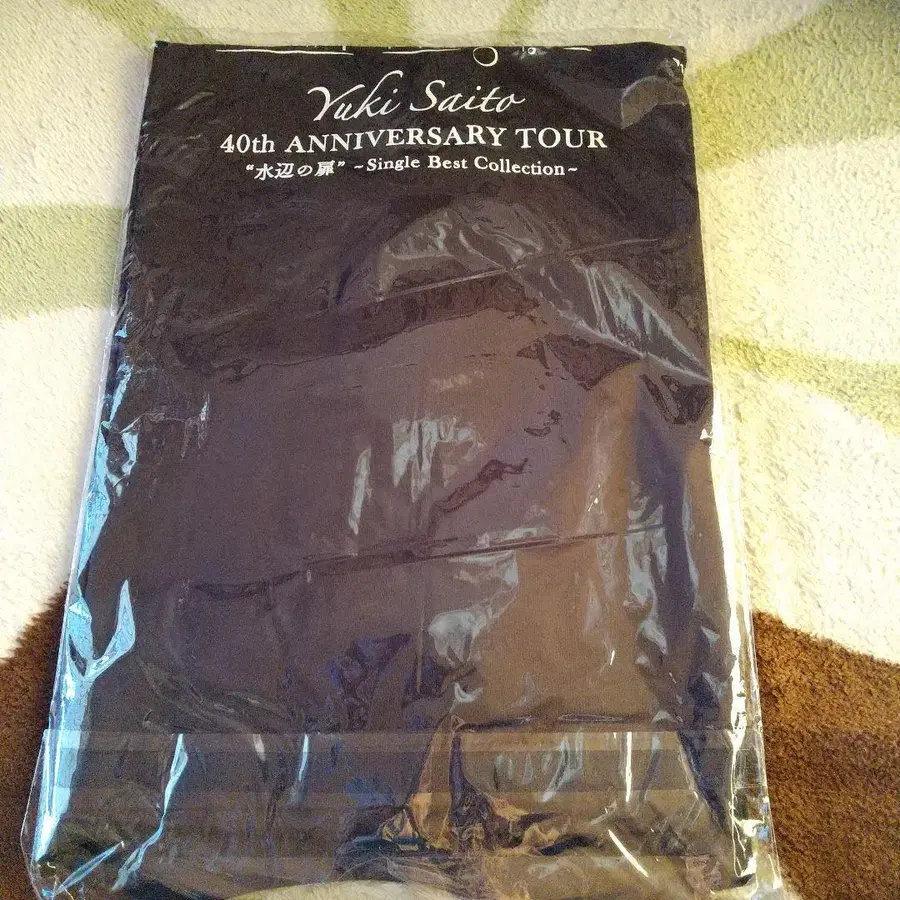 Yuki Saito
40th ANNIVERSARY TOUR
“水辺の扉” ~Single Best Collection~